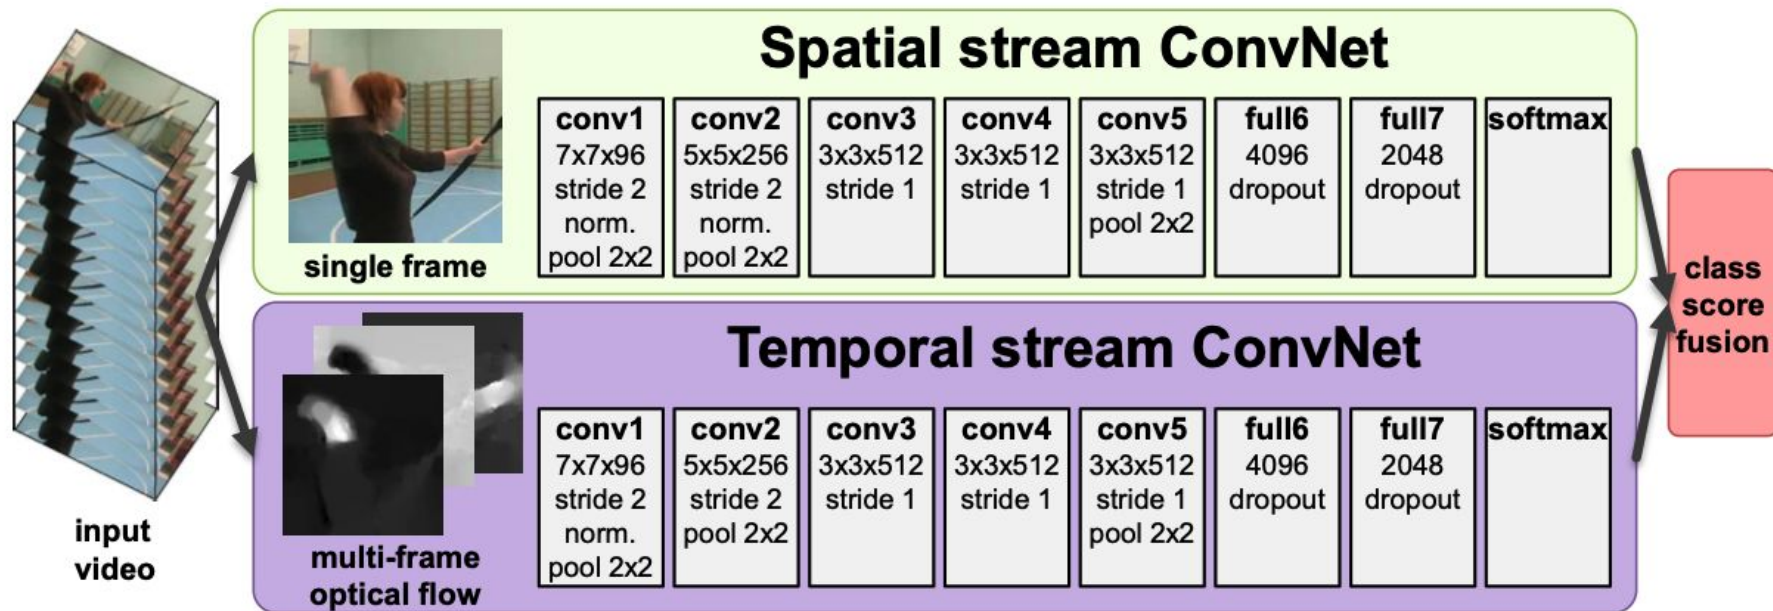 Spatial stream ConvNet
single frame
conv1
7x7x96
stride 2
norm.
pool 2x2
conv2
5x5x256
stride 2
norm.
pool 2x2
conv3
3x3x512
stride 1
conv4
3x3x512
stride 1
conv5
3x3x512
stride 1
pool 2x2
full6
4096
dropout
full7
2048
dropout
softmax
Temporal stream ConvNet
multi-frame
optical flow
conv1
7x7x96
stride 2
norm.
pool 2x2
conv2
5x5x256
stride 2
pool 2x2
conv3
3x3x512
stride 1
conv4
3x3x512
stride 1
conv5
3x3x512
stride 1
pool 2x2
full6
4096
dropout
full7
2048
dropout
softmax
input
video
class
score
fusion